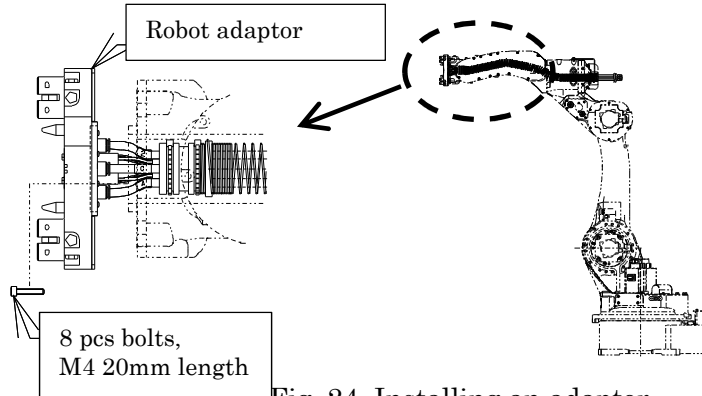 Robot adaptor
8 pcs bolts,
M4 20mm length
Fig. 24 Installing an adaptor